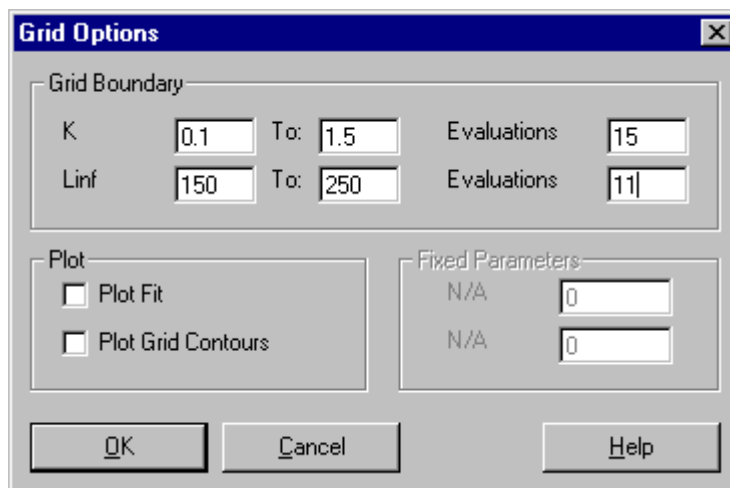 Grid Options
Grid Boundary
K 0.1 To: 1.5 Evaluations 15
Linf 150 To: 250 Evaluations 11
Plot
Plot Fit
Plot Grid Contours
Fixed Parameters
N/A 0
N/A 0
OK Cancel Help